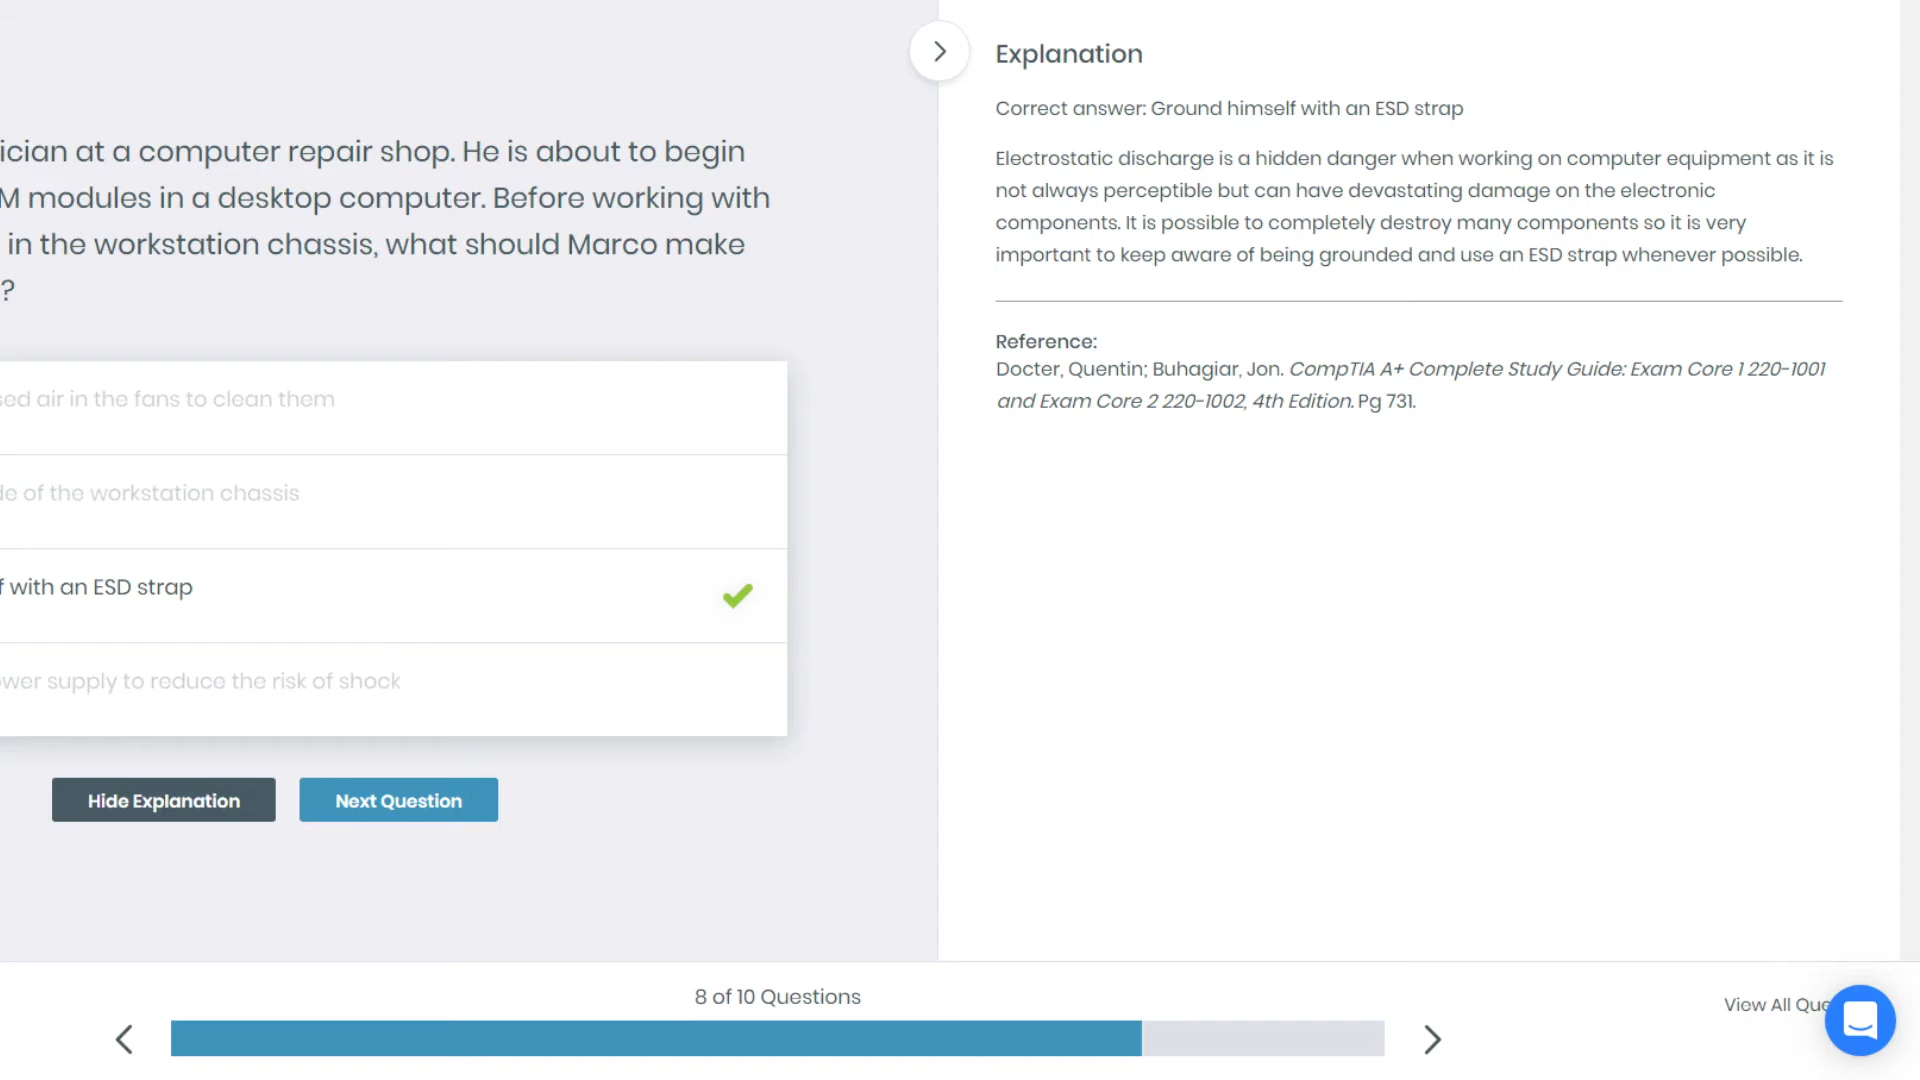 ician at a computer repair shop. He is about to begin
M modules in a desktop computer. Before working with
in the workstation chassis, what should Marco make
?
sed air in the fans to clean them
de of the workstation chassis
f with an ESD strap
ower supply to reduce the risk of shock
Hide Explanation
Next Question
Explanation
Correct answer: Ground himself with an ESD strap
Electrostatic discharge is a hidden danger when working on computer equipment as it is
not always perceptible but can have devastating damage on the electronic
components. It is possible to completely destroy many components so it is very
important to keep aware of being grounded and use an ESD strap whenever possible.
Reference:
Docter, Quentin; Buhagiar, Jon. CompTIA A+ Complete Study Guide: Exam Core 1 220-1001
and Exam Core 2 220-1002, 4th Edition. Pg 731.
8 of 10 Questions
View All Que